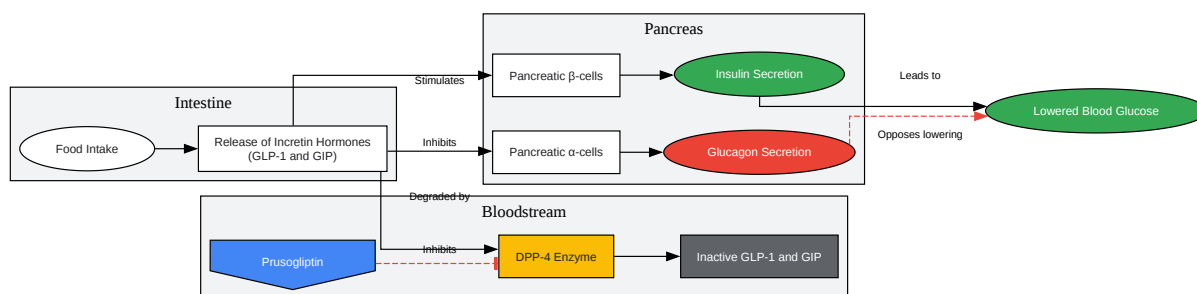 Pancreas
Pancreatic β-cells
Insulin Secretion
Stimulates
Leads to
Intestine
Lowered Blood Glucose
Food Intake
Release of Incretin Hormones
(GLP-1 and GIP)
Inhibits
Pancreatic α-cells
Glucagon Secretion
Opposes lowering
Degraded by
Bloodstream
Prusogliptin
Inhibits
DPP-4 Enzyme
Inactive GLP-1 and GIP